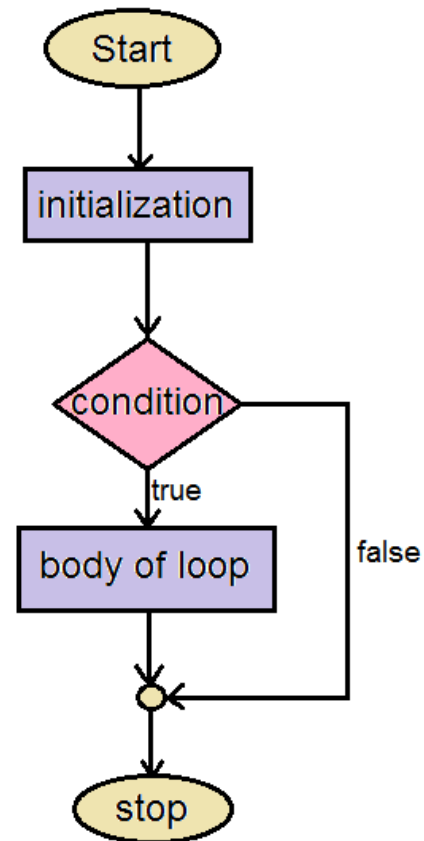 Start
initialization
condition
true
body of loop
false
stop